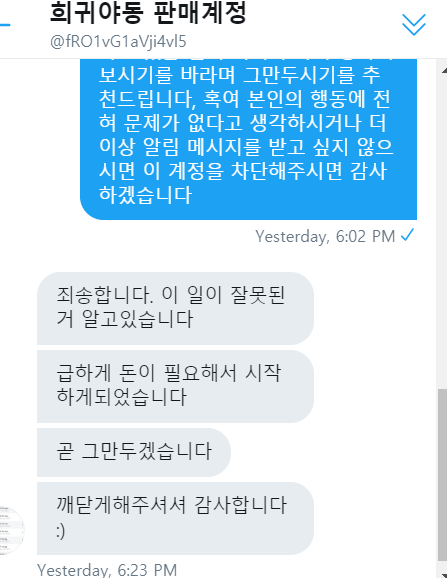 희귀야동 판매계정
@fRO1vG1aVji4vl5
보시기를 바라며 그만두시기를 추
천드립니다, 혹여 본인의 행동에 전
혀 문제가 없다고 생각하시거나 더
이상 알림 메시지를 받고 싶지 않으
시면 이 계정을 차단해주시면 감사
하겠습니다
Yesterday, 6:02 PM
죄송합니다. 이 일이 잘못된
거 알고있습니다
급하게 돈이 필요해서 시작
하게되었습니다
곧 그만두겠습니다
깨닫게해주셔셔 감사합니다
:)
Yesterday, 6:23 PM